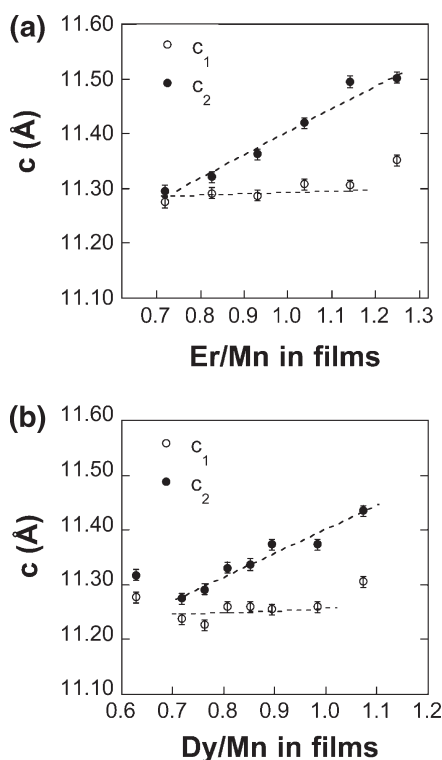 (a)
11.60
11.50
11.40
11.30
11.20
11.10
c (Å)
c1
c2
0.7 0.8 0.9 1.0 1.1 1.2 1.3
Er/Mn in films
(b)
11.60
11.50
11.40
11.30
11.20
11.10
c (Å)
c1
c2
0.6 0.7 0.8 0.9 1.0 1.1 1.2
Dy/Mn in films